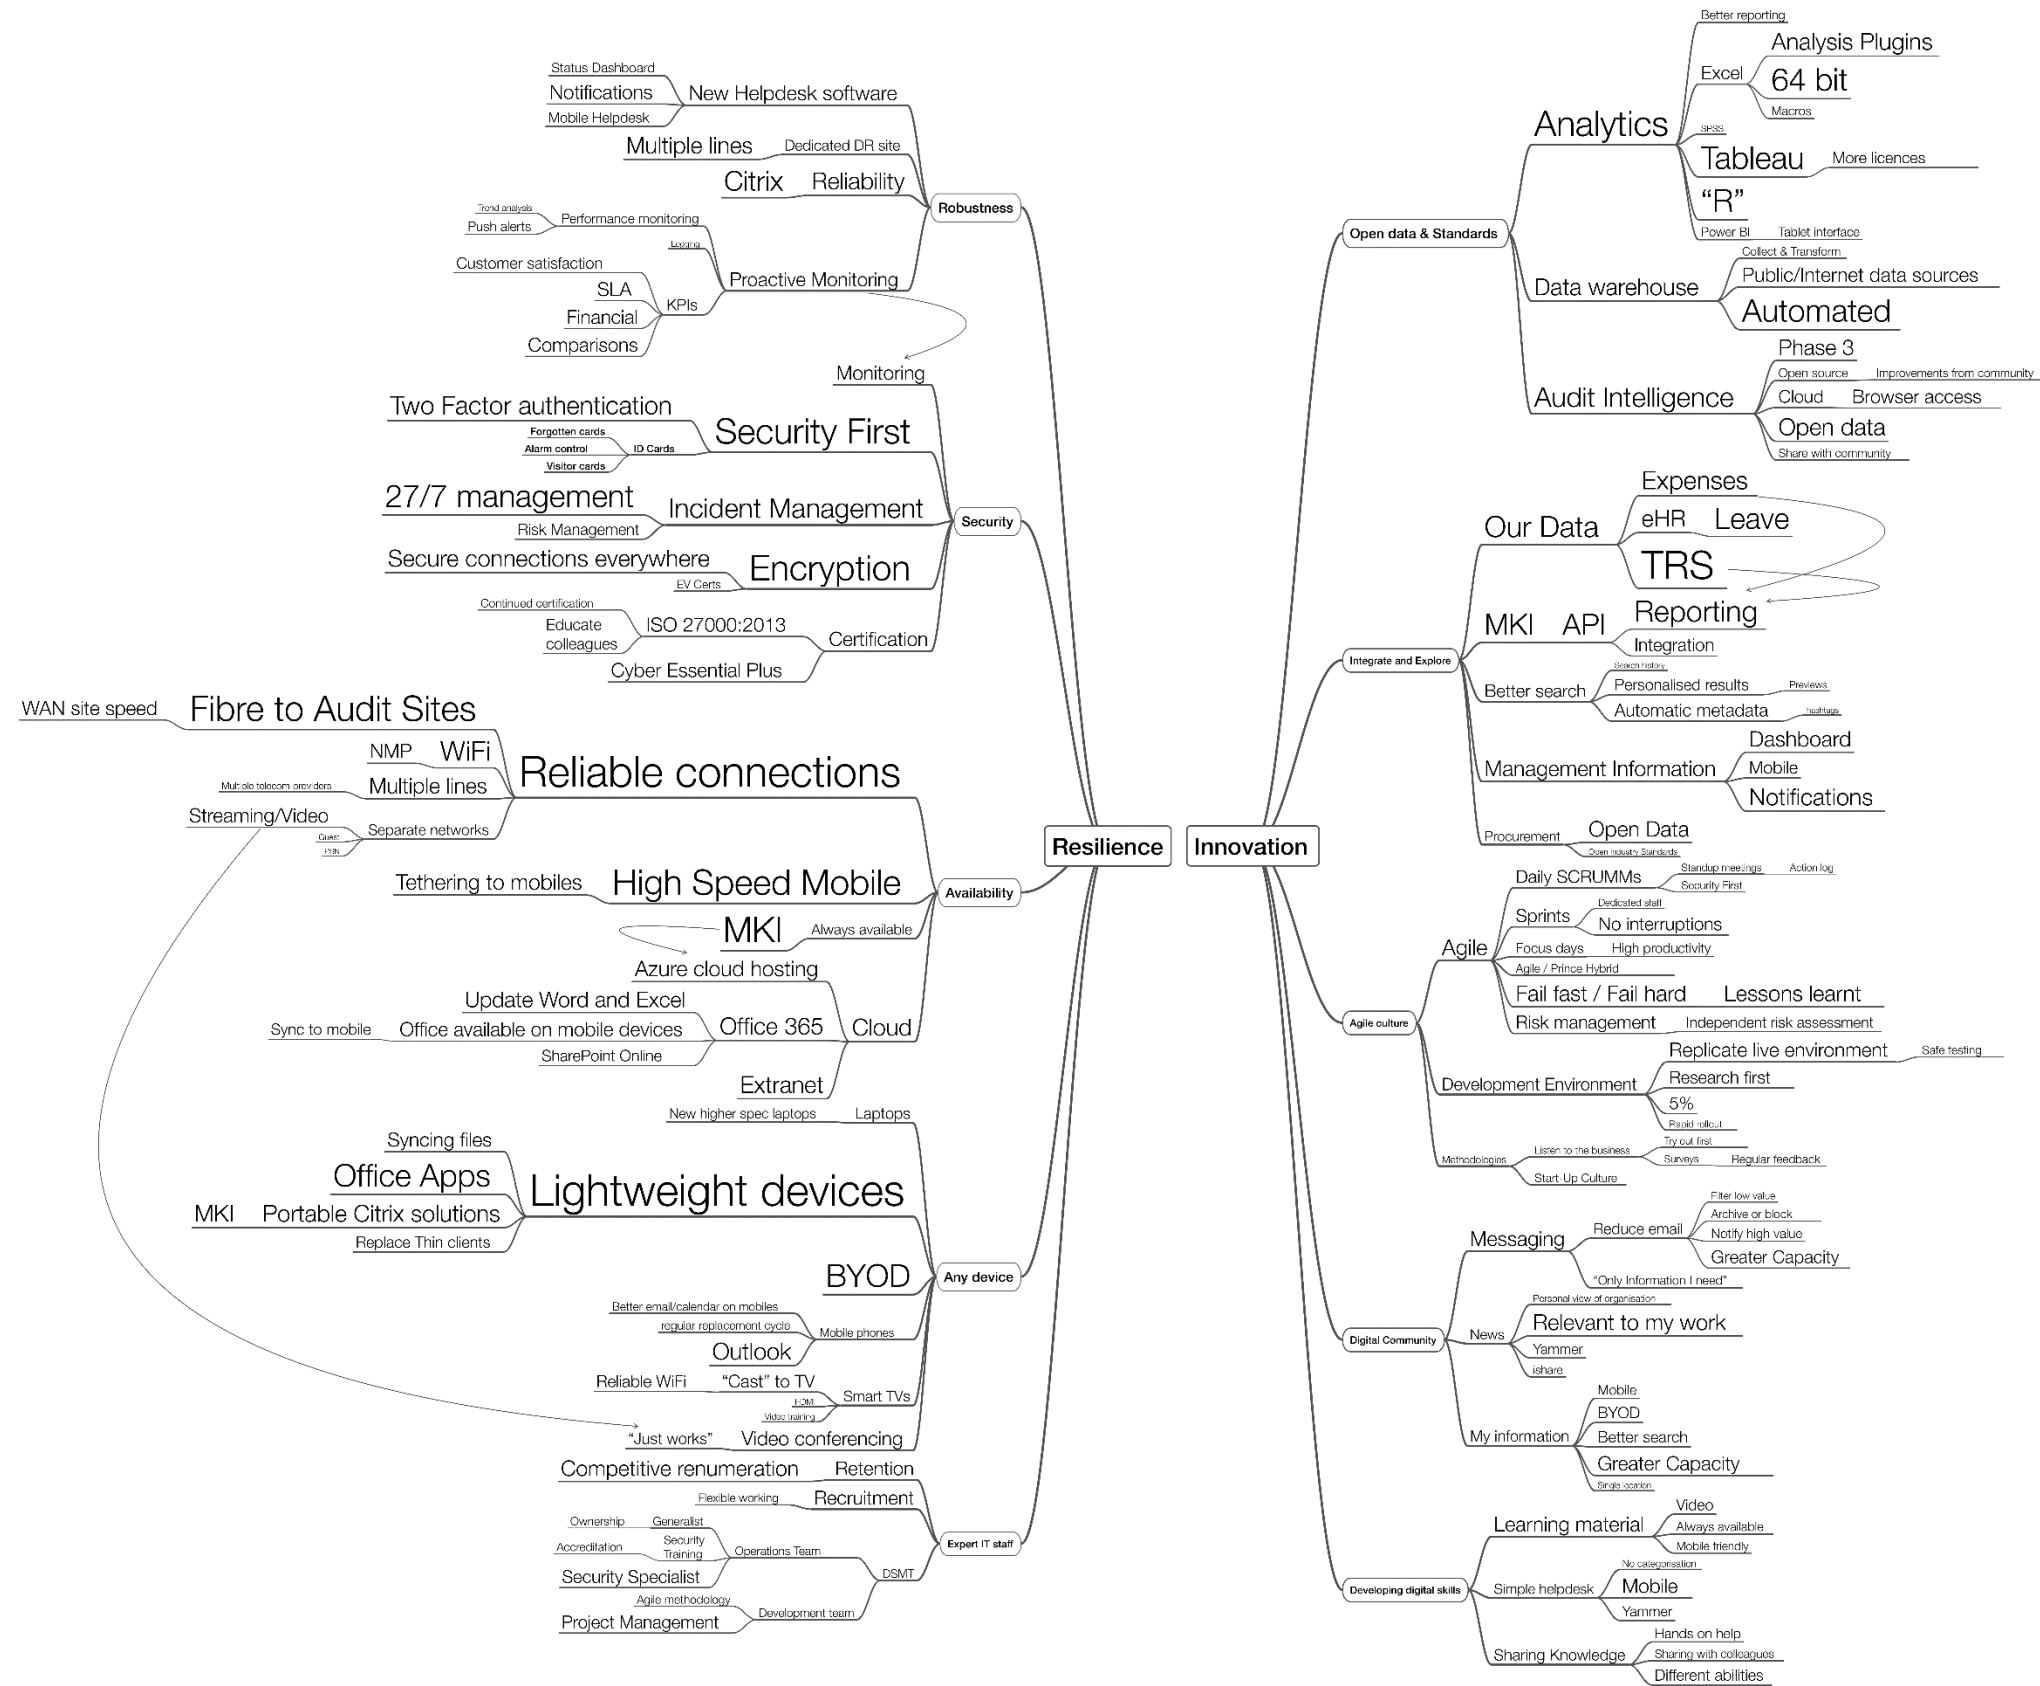 Resilience
Robustness
New Helpdesk software
Status Dashboard
Notifications
Mobile Helpdesk
Dedicated DR site
Multiple lines
Reliability
Citrix
Proactive Monitoring
Performance monitoring
Trend analysis
Push alerts
Logging
KPIs
Customer satisfaction
SLA
Financial
Comparisons
Security
Monitoring
Security First
Two Factor authentication
ID Cards
Forgotten cards
Alarm control
Visitor cards
Incident Management
27/7 management
Risk Management
Encryption
Secure connections everywhere
EV Certs
Certification
ISO 27000:2013
Continued certification
Educate
colleagues
Cyber Essential Plus
Availability
Reliable connections
Fibre to Audit Sites
WAN site speed
WiFi
NMP
Multiple lines
Multiple telecom providers
Separate networks
Streaming/Video
Guest
PSN
High Speed Mobile
Tethering to mobiles
Always available
MKI
Cloud
Azure cloud hosting
Office 365
Update Word and Excel
Office available on mobile devices
Sync to mobile
SharePoint Online
Extranet
Any device
Laptops
New higher spec laptops
Lightweight devices
Syncing files
Office Apps
Portable Citrix solutions
MKI
Replace Thin clients
BYOD
Mobile phones
Better email/calendar on mobiles
regular replacement cycle
Outlook
Smart TVs
“Cast” to TV
Reliable WiFi
HDMI
Video training
Video conferencing
“Just works”
Expert IT staff
Retention
Competitive renumeration
Recruitment
Flexible working
DSMT
Operations Team
Generalist
Ownership
Security
Training
Accreditation
Security Specialist
Development team
Agile methodology
Project Management
Innovation
Open data & Standards
Analytics
Better reporting
Excel
Analysis Plugins
64 bit
Macros
SPSS
Tableau
More licences
“R”
Power BI
Tablet interface
Data warehouse
Collect & Transform
Public/Internet data sources
Automated
Audit Intelligence
Phase 3
Open source
Improvements from community
Cloud
Browser access
Open data
Share with community
Integrate and Explore
Our Data
Expenses
eHR
Leave
TRS
MKI
API
Reporting
Integration
Better search
Search history
Personalised results
Previews
Automatic metadata
hashtags
Management Information
Dashboard
Mobile
Notifications
Procurement
Open Data
Open Industry Standards
Agile culture
Agile
Daily SCRUMMs
Standup meetings
Action log
Security First
Sprints
Dedicated staff
No interruptions
Focus days
High productivity
Agile / Prince Hybrid
Fail fast / Fail hard
Lessons learnt
Risk management
Independent risk assessment
Development Environment
Replicate live environment
Safe testing
Research first
5%
Rapid rollout
Methodologies
Listen to the business
Try out first
Surveys
Regular feedback
Start-Up Culture
Digital Community
Messaging
Reduce email
Filter low value
Archive or block
Notify high value
Greater Capacity
“Only Information I need”
News
Personal view of organisation
Relevant to my work
Yammer
ishare
My information
Mobile
BYOD
Better search
Greater Capacity
Single location
Developing digital skills
Learning material
Video
Always available
Mobile friendly
Simple helpdesk
No categorisation
Mobile
Yammer
Sharing Knowledge
Hands on help
Sharing with colleagues
Different abilities